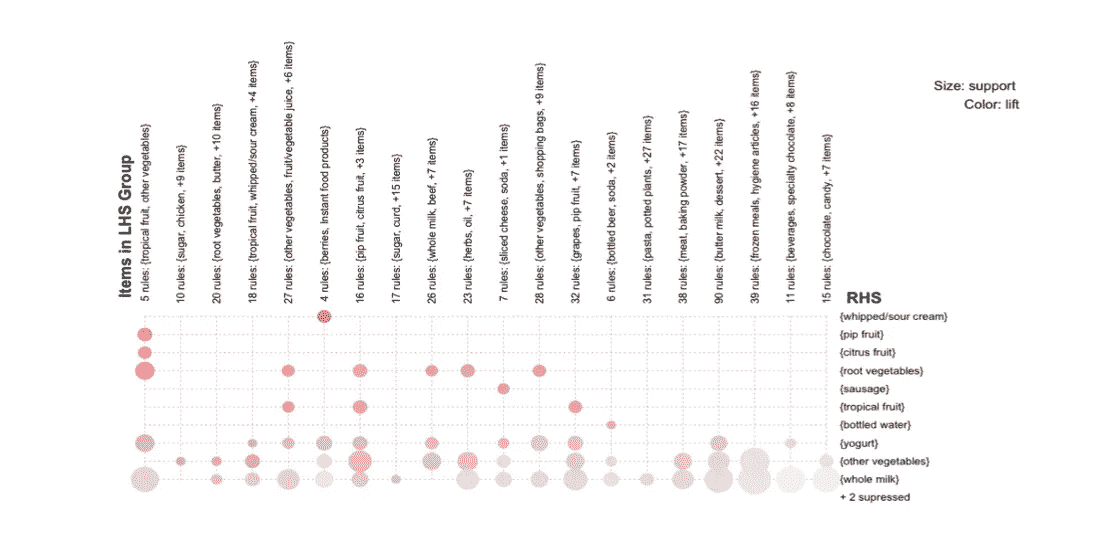 Size: support
Color: lift
Items in LHS Group
5 rules: {tropical fruit, other vegetables}
10 rules: {sugar, chicken, +9 items}
20 rules: {root vegetables, butter, +10 items}
18 rules: {tropical fruit, whipped/sour cream, +4 items}
27 rules: {other vegetables, fruit/vegetable juice, +6 items}
4 rules: {berries, Instant food products}
16 rules: {pip fruit, citrus fruit, +3 items}
17 rules: {sugar, curd, +15 items}
26 rules: {whole milk, beef, +7 items}
23 rules: {herbs, oil, +7 items}
7 rules: {sliced cheese, soda, +1 items}
28 rules: {other vegetables, shopping bags, +9 items}
32 rules: {grapes, pip fruit, +7 items}
6 rules: {bottled beer, soda, +2 items}
31 rules: {pasta, potted plants, +27 items}
38 rules: {meat, baking powder, +17 items}
90 rules: {butter milk, dessert, +22 items}
39 rules: {frozen meals, hygiene articles, +16 items}
11 rules: {beverages, specialty chocolate, +8 items}
15 rules: {chocolate, candy, +7 items}
RHS
{whipped/sour cream}
{pip fruit}
{citrus fruit}
{root vegetables}
{sausage}
{tropical fruit}
{bottled water}
{yogurt}
{other vegetables}
{whole milk}
+ 2 supressed